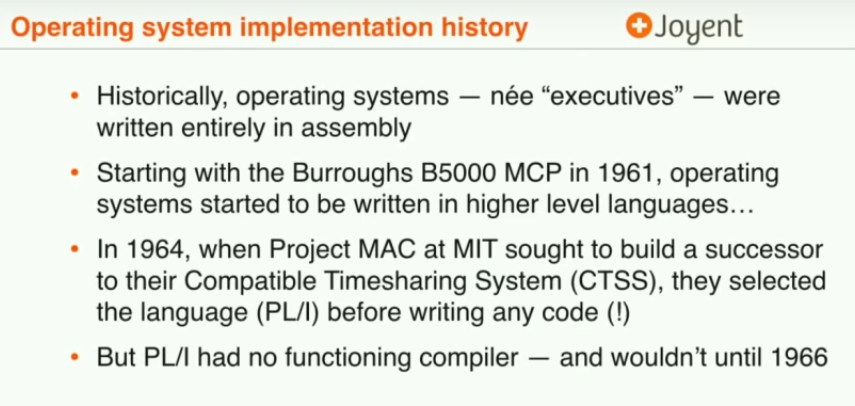 Operating system implementation history
Joyent
• Historically, operating systems — née “executives” — were
written entirely in assembly
• Starting with the Burroughs B5000 MCP in 1961, operating
systems started to be written in higher level languages…
• In 1964, when Project MAC at MIT sought to build a successor
to their Compatible Timesharing System (CTSS), they selected
the language (PL/I) before writing any code (!)
• But PL/I had no functioning compiler — and wouldn’t until 1966